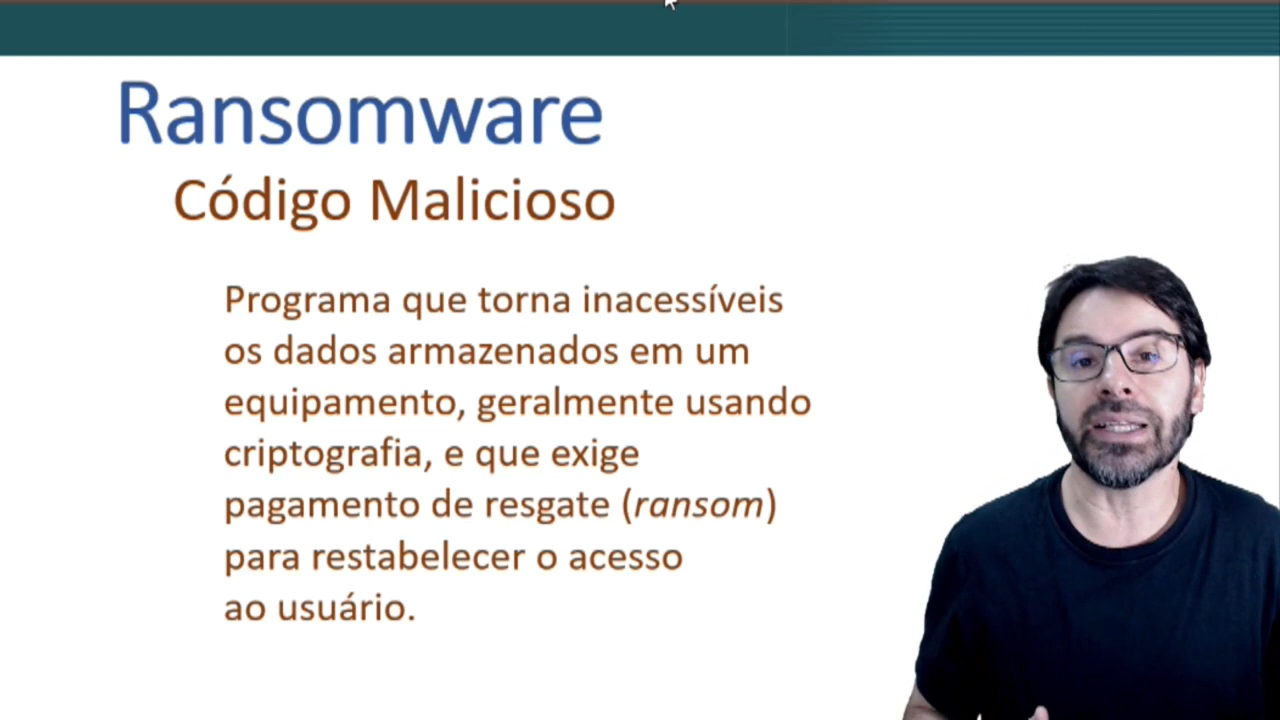 Ransomware
Código Malicioso
Programa que torna inacessíveis
os dados armazenados em um
equipamento, geralmente usando
criptografia, e que exige
pagamento de resgate (ransom)
para restabelecer o acesso
ao usuário.